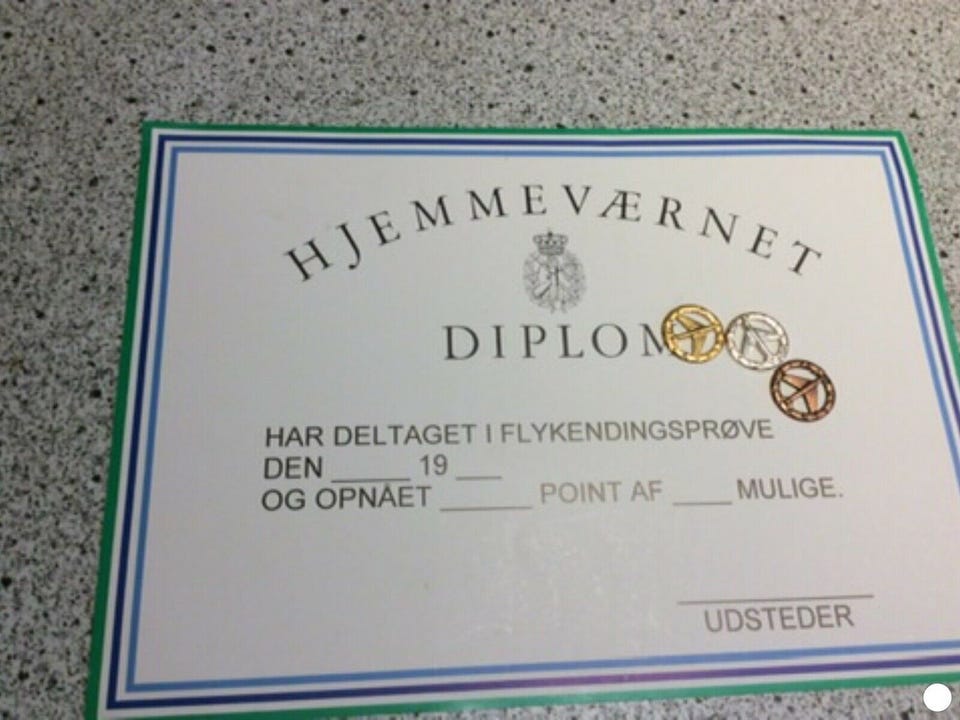 HJEMMEVÆRNET
DIPLOM
HAR DELTAGET I FLYKENDINGSPRØVE
DEN _____ 19 ___
OG OPNÅET ______ POINT AF ____ MULIGE.
UDSTEDER